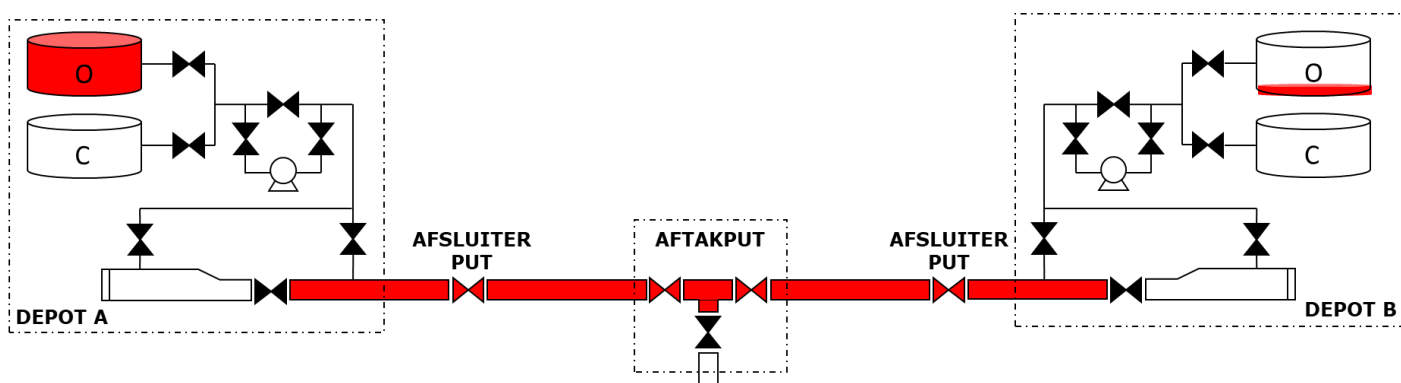 O
C
DEPOT A
AFSLUITER
PUT
AFTAKPUT
AFSLUITER
PUT
O
C
DEPOT B